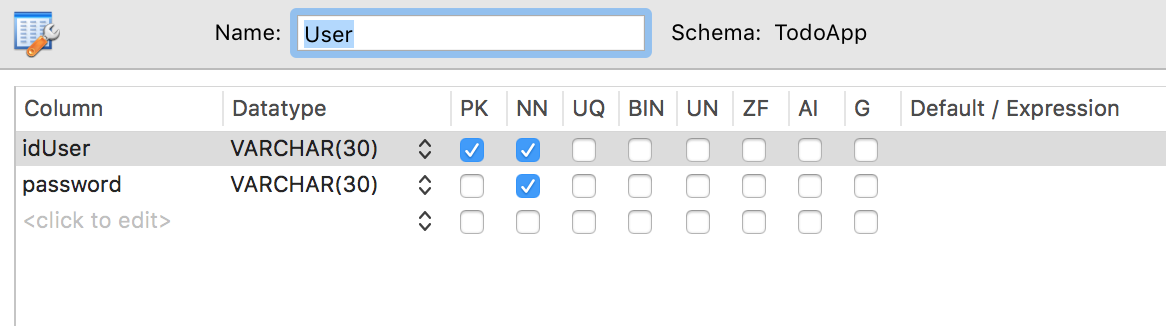 Name: User Schema: TodoApp
Column Datatype PK NN UQ BIN UN ZF AI G Default / Expression
idUser VARCHAR(30)
password VARCHAR(30)
<click to edit>